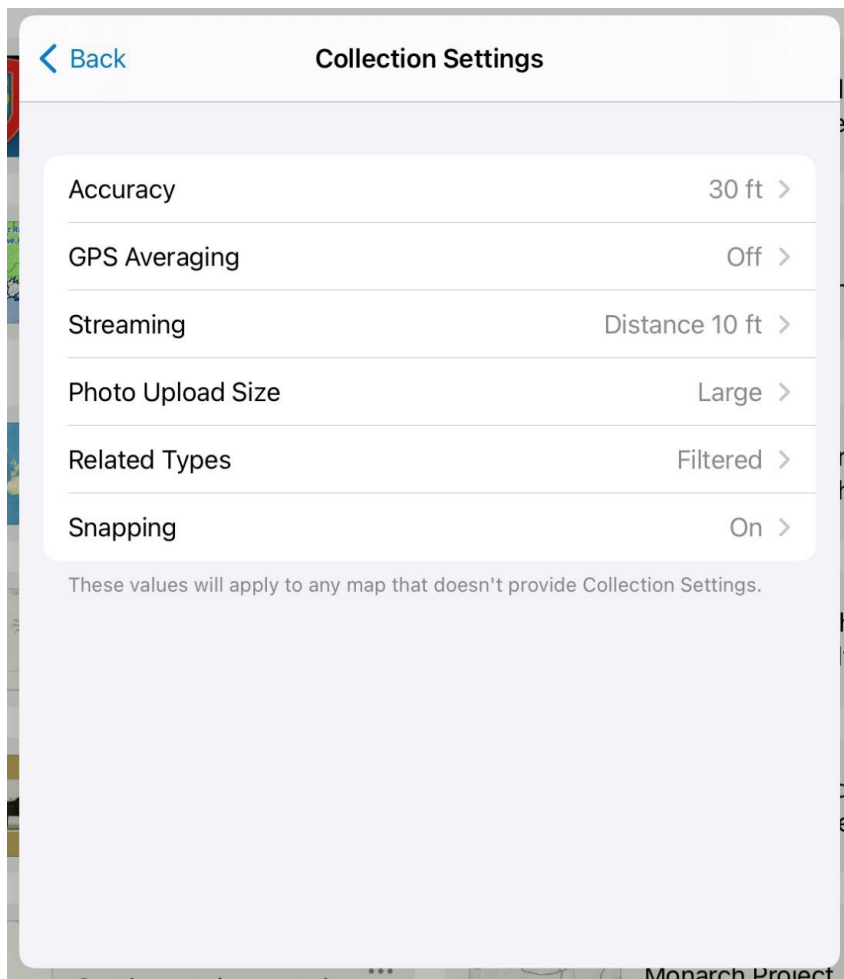 Back
Collection Settings
Accuracy 30 ft
GPS Averaging Off
Streaming Distance 10 ft
Photo Upload Size Large
Related Types Filtered
Snapping On
These values will apply to any map that doesn't provide Collection Settings.
Monarch Project